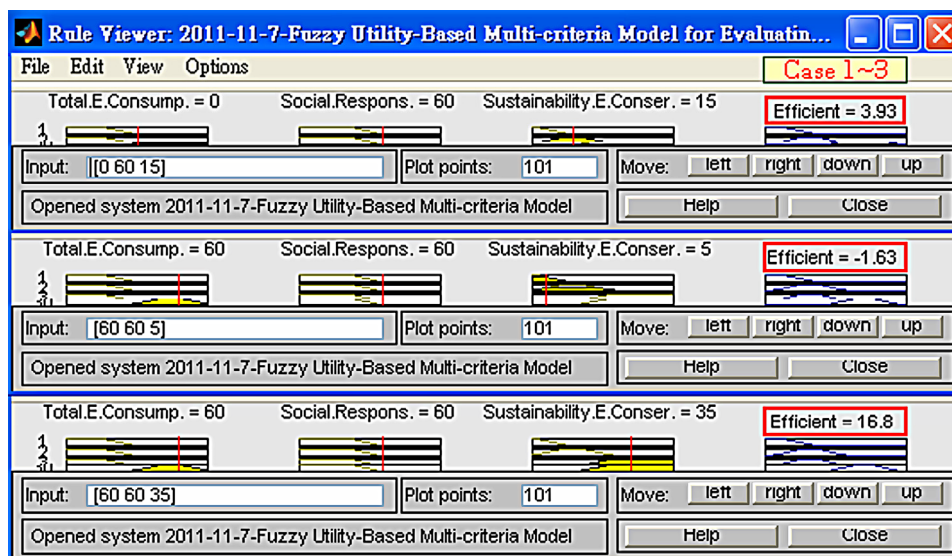 Rule Viewer: 2011-11-7-Fuzzy Utility-Based Multi-criteria Model for Evaluatin...
File Edit View Options
Case 1~3
Total.E.Consump. = 0 Social.Respons. = 60 Sustainability.E.Conser. = 15 Efficient = 3.93
1
2
Input: [[0 60 15] Plot points: 101 Move: left right down up
Opened system 2011-11-7-Fuzzy Utility-Based Multi-criteria Model Help Close
Total.E.Consump. = 60 Social.Respons. = 60 Sustainability.E.Conser. = 5 Efficient = -1.63
1
2
Input: [60 60 5] Plot points: 101 Move: left right down up
Opened system 2011-11-7-Fuzzy Utility-Based Multi-criteria Model Help Close
Total.E.Consump. = 60 Social.Respons. = 60 Sustainability.E.Conser. = 35 Efficient = 16.8
1
2
Input: [60 60 35] Plot points: 101 Move: left right down up
Opened system 2011-11-7-Fuzzy Utility-Based Multi-criteria Model Help Close